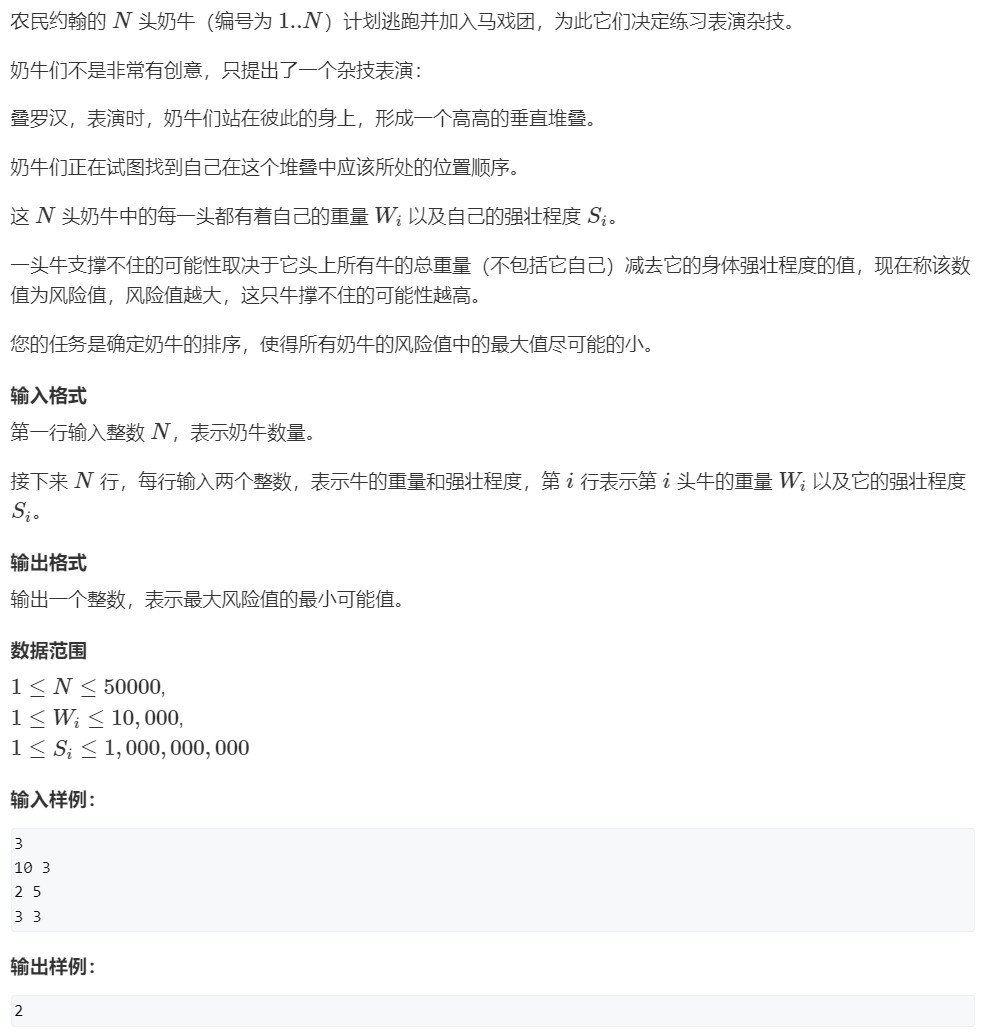 农民约翰的 N 头奶牛（编号为 1..N）计划逃跑并加入马戏团，为此它们决定练习表演杂技。
奶牛们不是非常有创意，只提出了一个杂技表演：
叠罗汉，表演时，奶牛们站在彼此的身上，形成一个高高的垂直堆叠。
奶牛们正在试图找到自己在这个堆叠中应该所处的位置顺序。
这 N 头奶牛中的每一头都有着自己的重量 Wᵢ 以及自己的强壮程度 Sᵢ。
一头牛支撑不住的可能性取决于它头上所有牛的总重量（不包括它自己）减去它的身体强壮程度的值，现在称该数
值为风险值，风险值越大，这只牛撑不住的可能性越高。
您的任务是确定奶牛的排序，使得所有奶牛的风险值中的最大值尽可能的小。
输入格式
第一行输入整数 N，表示奶牛数量。
接下来 N 行，每行输入两个整数，表示牛的重量和强壮程度，第 i 行表示第 i 头牛的重量 Wᵢ 以及它的强壮程度
Sᵢ。
输出格式
输出一个整数，表示最大风险值的最小可能值。
数据范围
1 ≤ N ≤ 50000,
1 ≤ Wᵢ ≤ 10,000,
1 ≤ Sᵢ ≤ 1,000,000,000
输入样例：
3
10 3
2 5
3 3
输出样例：
2